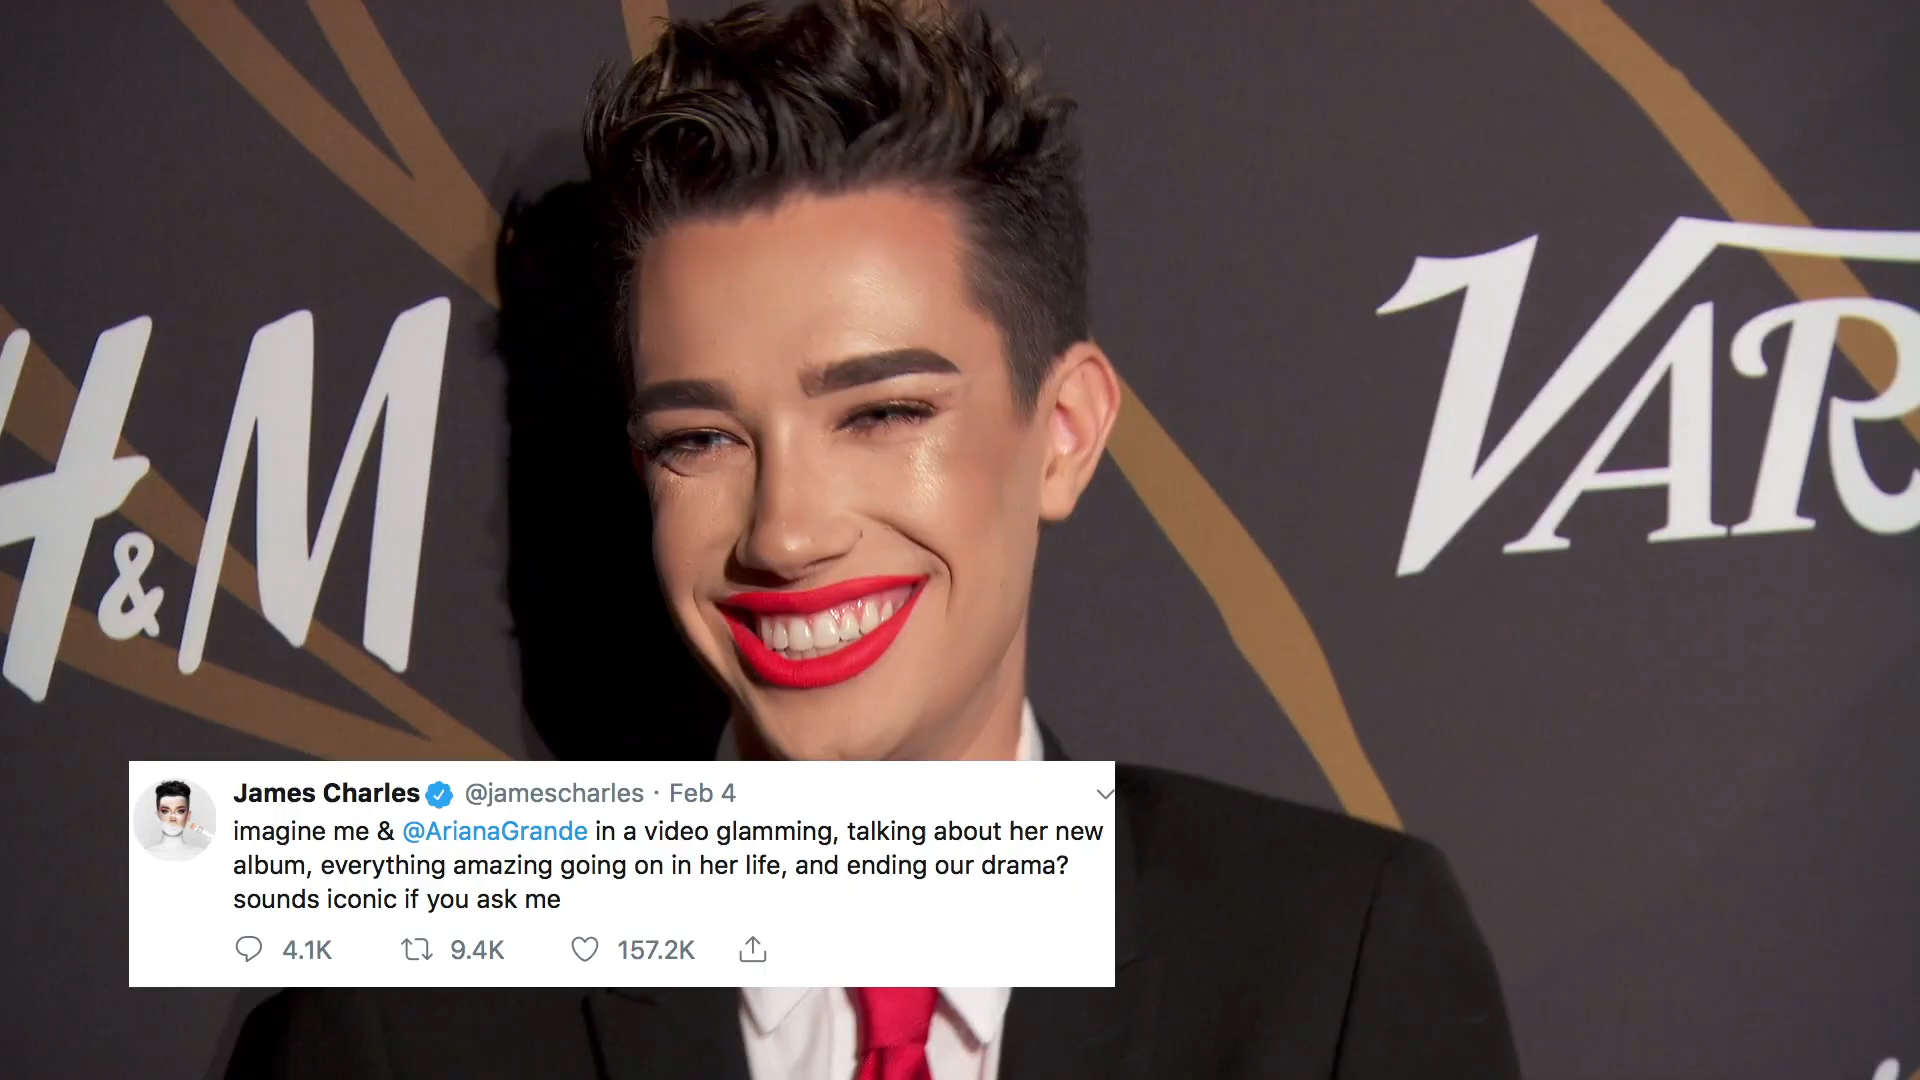 H&M
VAR
James Charles @jamescharles · Feb 4
imagine me & @ArianaGrande in a video glamming, talking about her new
album, everything amazing going on in her life, and ending our drama?
sounds iconic if you ask me
4.1K 9.4K 157.2K